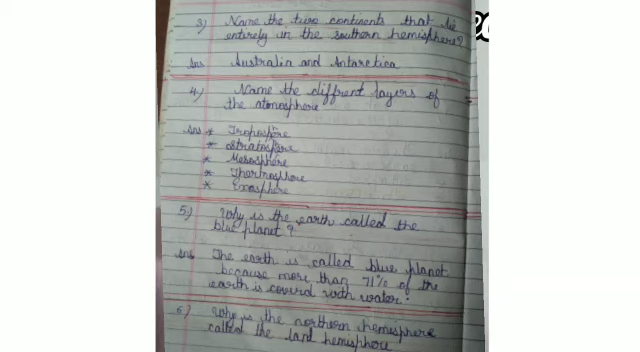 3) Name the two continents that lie
entirely in the southern hemisphere?
Ans Australia and Antarctica
4) Name the diffrent layers of
the atmosphere
Ans * Troposphere
* Stratosphere
* Mesosphere
* Thermosphere
* Exosphere
5) Why is the earth called the
blue planet?
Ans The earth is called blue planet
because more than 71% of the
earth is coverd with water.
6) Why is the northern hemisphere
called the land hemisphere